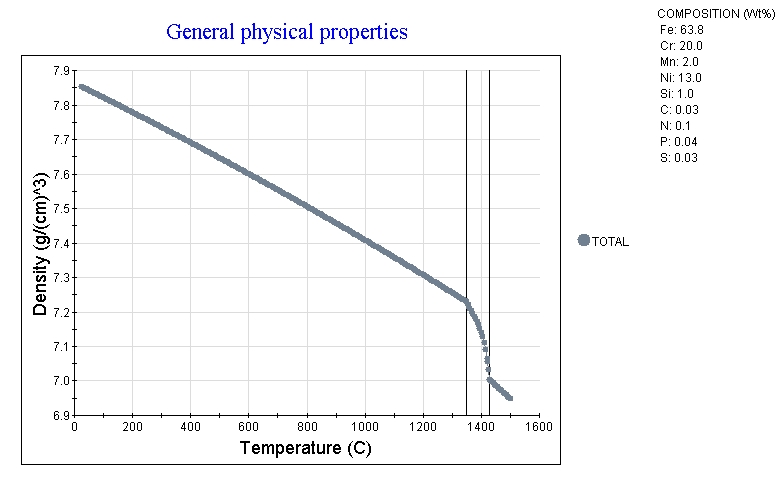 General physical properties
COMPOSITION (Wt%)
Fe: 63.8
Cr: 20.0
Mn: 2.0
Ni: 13.0
Si: 1.0
C: 0.03
N: 0.1
P: 0.04
S: 0.03
Density (g/(cm)^3)
7.9
7.8
7.7
7.6
7.5
7.4
7.3
7.2
7.1
7.0
6.9
0 200 400 600 800 1000 1200 1400 1600
Temperature (C)
TOTAL